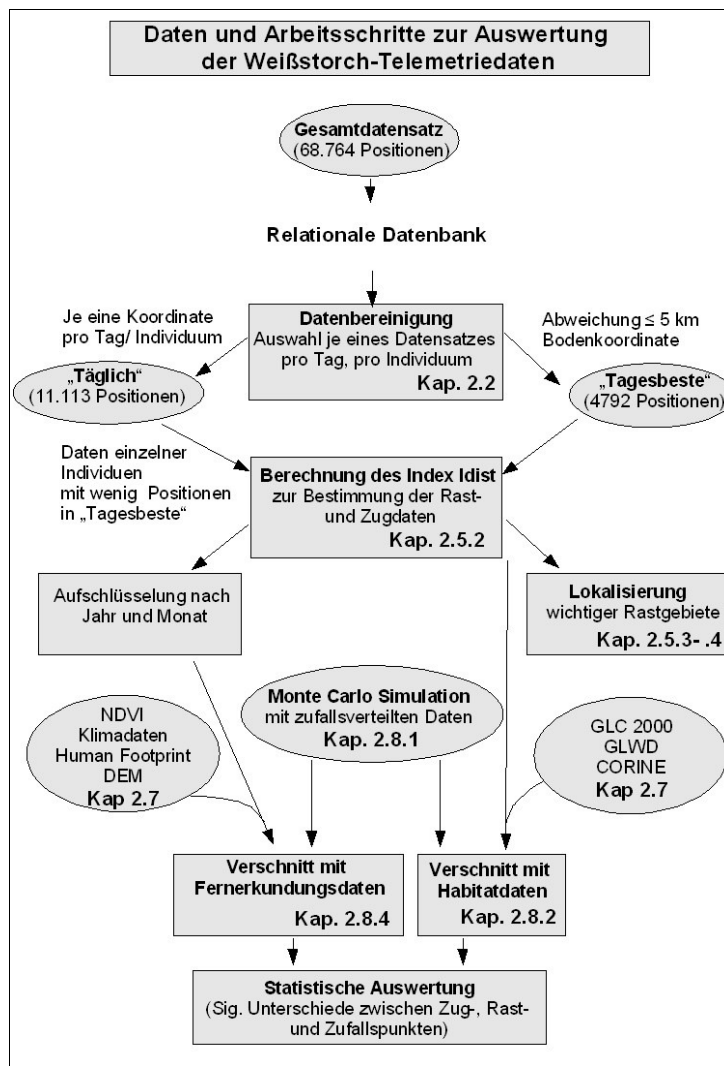 Daten und Arbeitsschritte zur Auswertung
der Weißstorch-Telemetriedaten
Gesamtdatensatz
(68.764 Positionen)
Relationale Datenbank
Je eine Koordinate
pro Tag/ Individuum
Datenbereinigung
Auswahl je eines Datensatzes
pro Tag, pro Individuum
Kap. 2.2
Abweichung ≤ 5 km
Bodenkoordinate
„Täglich“
(11.113 Positionen)
„Tagesbeste“
(4792 Positionen)
Daten einzelner
Individuen
mit wenig Positionen
in „Tagesbeste“
Berechnung des Index Idist
zur Bestimmung der Rast-
und Zugdaten
Kap. 2.5.2
Aufschlüsselung nach
Jahr und Monat
Lokalisierung
wichtiger Rastgebiete
Kap. 2.5.3- .4
Monte Carlo Simulation
mit zufallsverteilten Daten
Kap. 2.8.1
NDVI
Klimadaten
Human Footprint
DEM
Kap 2.7
GLC 2000
GLWD
CORINE
Kap 2.7
Verschnitt mit
Fernerkundungsdaten
Kap. 2.8.4
Verschnitt mit
Habitatdaten
Kap. 2.8.2
Statistische Auswertung
(Sig. Unterschiede zwischen Zug-, Rast-
und Zufallspunkten)